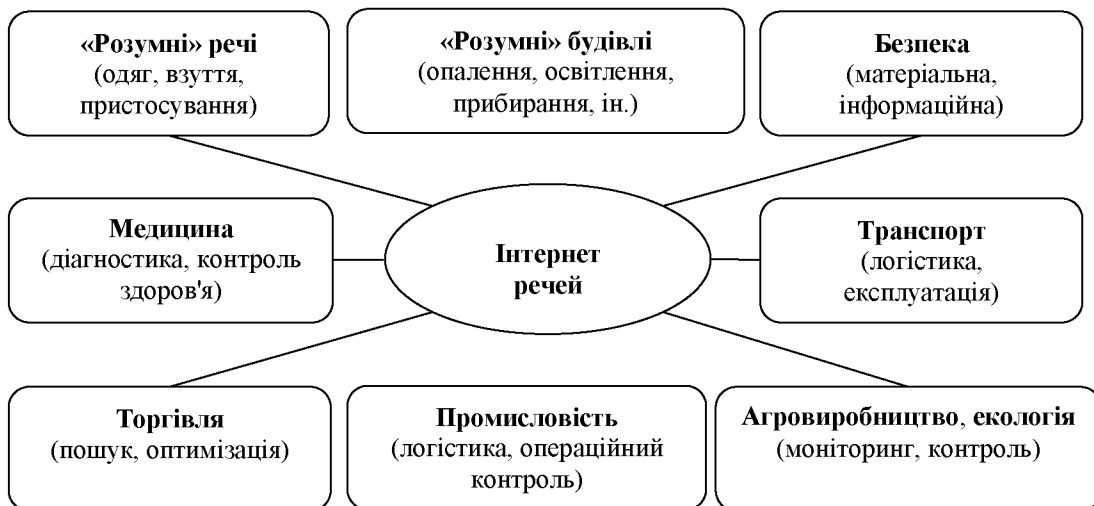 «Розумні» речі
(одяг, взуття,
пристосування)
«Розумні» будівлі
(опалення, освітлення,
прибирання, ін.)
Безпека
(матеріальна,
інформаційна)
Медицина
(діагностика, контроль
здоров'я)
Інтернет
речей
Транспорт
(логістика,
експлуатація)
Торгівля
(пошук, оптимізація)
Промисловість
(логістика, операційний
контроль)
Агровиробництво, екологія
(моніторинг, контроль)